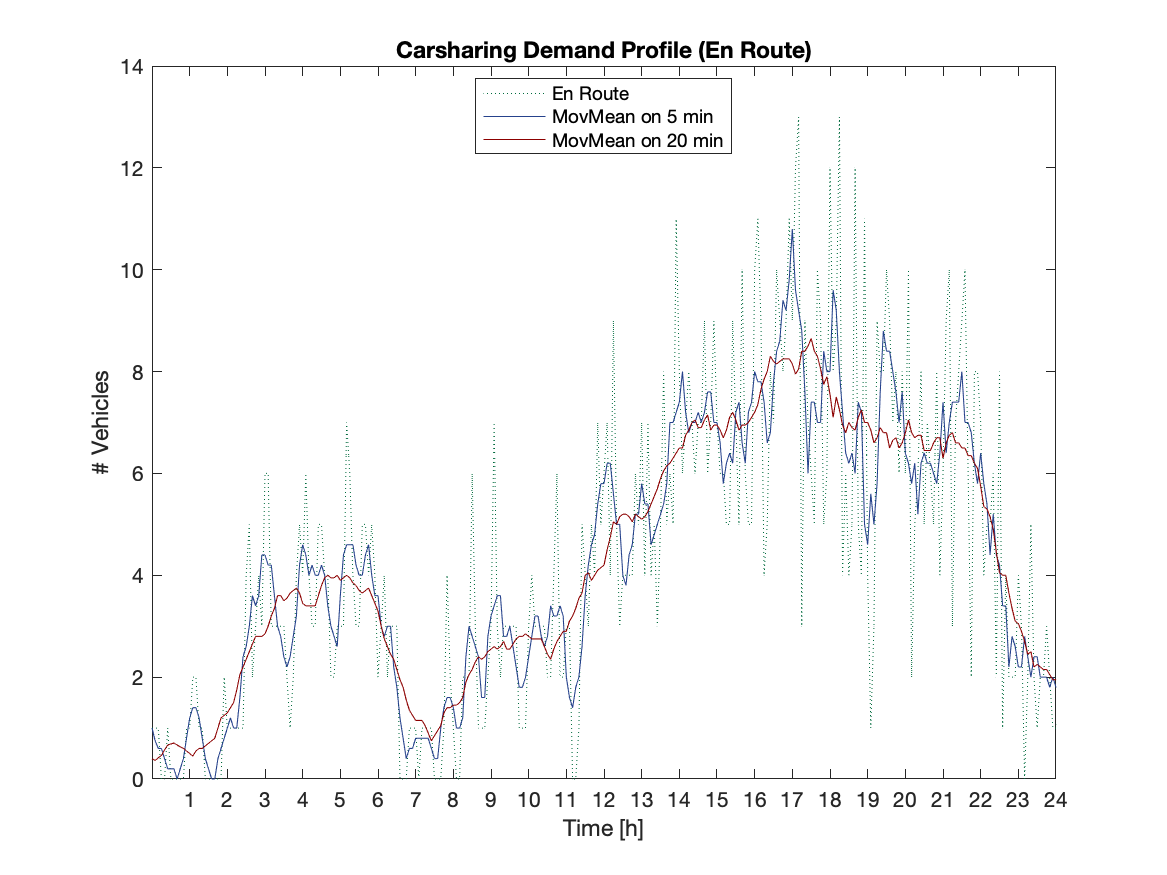 Carsharing Demand Profile (En Route)
En Route
MovMean on 5 min
MovMean on 20 min
# Vehicles
14
12
10
8
6
4
2
0
1 2 3 4 5 6 7 8 9 10 11 12 13 14 15 16 17 18 19 20 21 22 23 24
Time [h]